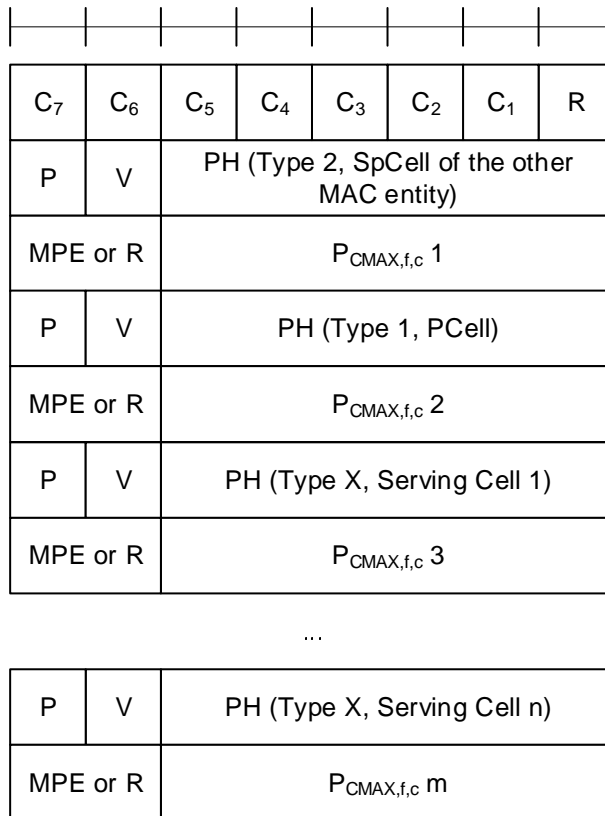 C7 C6 C5 C4 C3 C2 C1 R
P V PH (Type 2, SpCell of the other
MAC entity)
MPE or R PCMAX,f,c 1
P V PH (Type 1, PCell)
MPE or R PCMAX,f,c 2
P V PH (Type X, Serving Cell 1)
MPE or R PCMAX,f,c 3
...
P V PH (Type X, Serving Cell n)
MPE or R PCMAX,f,c m